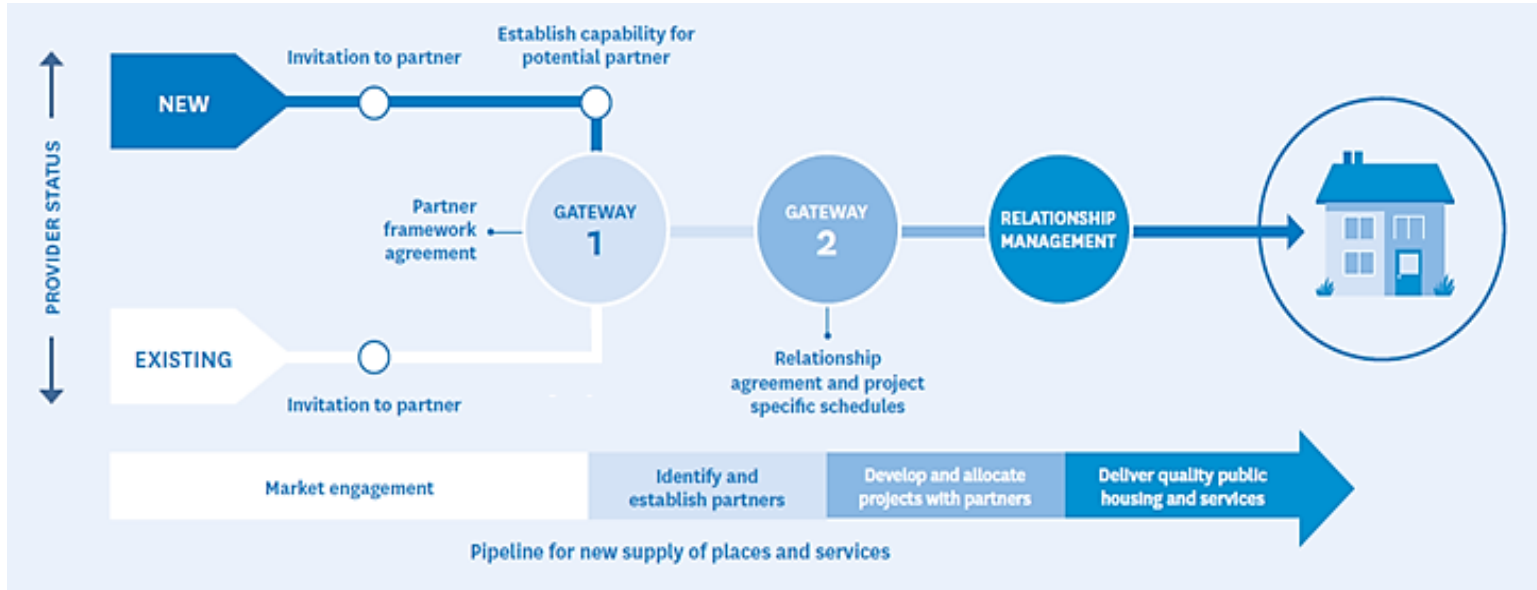 PROVIDER STATUS
NEW
Invitation to partner
Establish capability for
potential partner
Partner
framework
agreement
GATEWAY
1
GATEWAY
2
RELATIONSHIP
MANAGEMENT
EXISTING
Invitation to partner
Relationship
agreement and project
specific schedules
Market engagement
Identify and
establish partners
Develop and allocate
projects with partners
Deliver quality public
housing and services
Pipeline for new supply of places and services